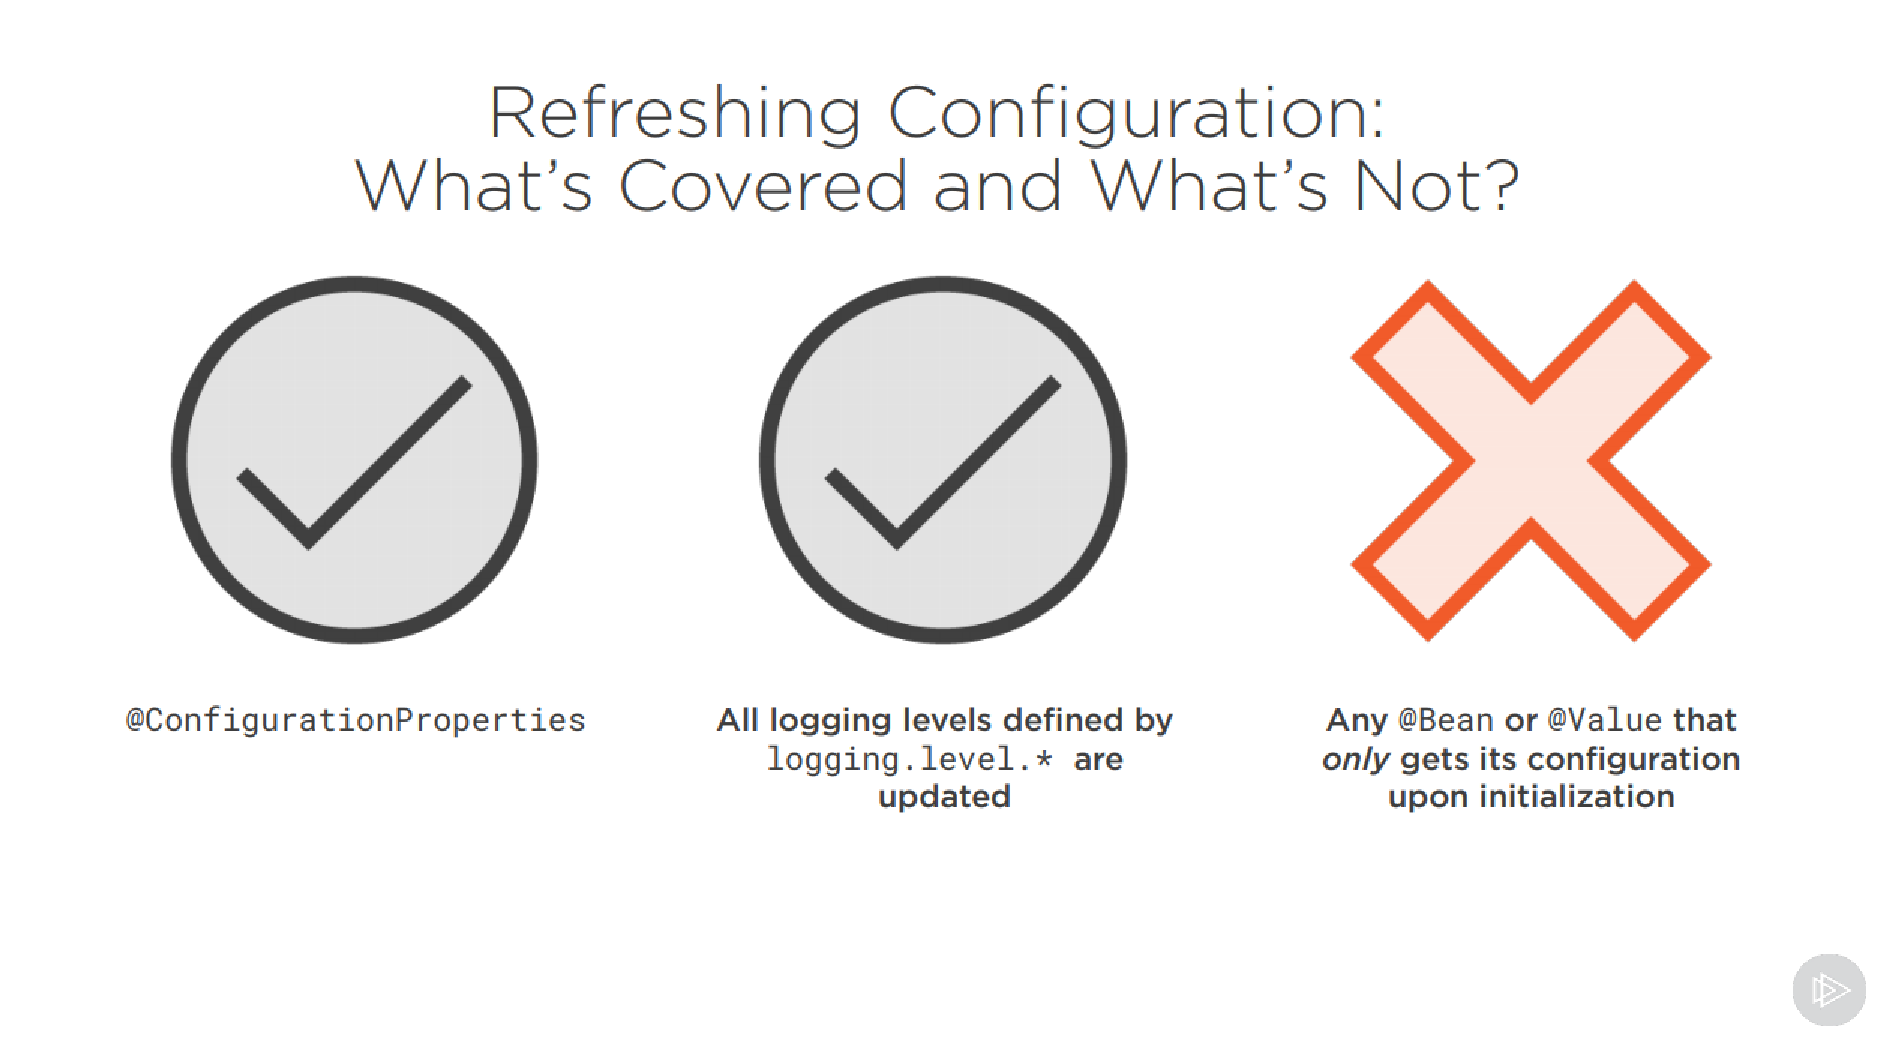 Refreshing Configuration:
What’s Covered and What’s Not?
@ConfigurationProperties
All logging levels defined by
logging.level.* are
updated
Any @Bean or @Value that
only gets its configuration
upon initialization